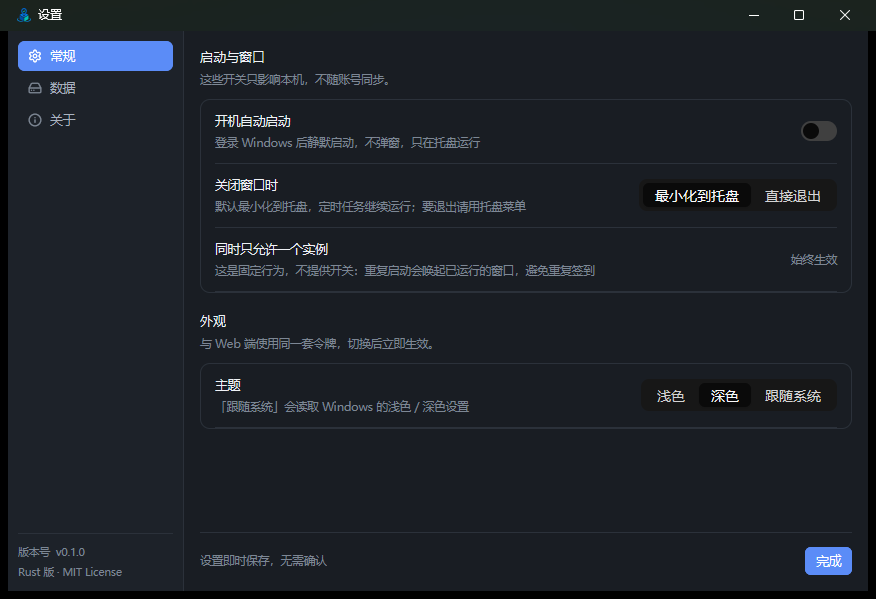 设置
常规
数据
关于
启动与窗口
这些开关只影响本机，不随账号同步。
开机自动启动
登录 Windows 后静默启动，不弹窗，只在托盘运行
关闭窗口时
默认最小化到托盘，定时任务继续运行；要退出请用托盘菜单
最小化到托盘 直接退出
同时只允许一个实例
这是固定行为，不提供开关：重复启动会唤起已运行的窗口，避免重复签到
始终生效
外观
与 Web 端使用同一套令牌，切换后立即生效。
主题
「跟随系统」会读取 Windows 的浅色 / 深色设置
浅色 深色 跟随系统
版本号 v0.1.0
Rust 版 · MIT License
设置即时保存，无需确认
完成